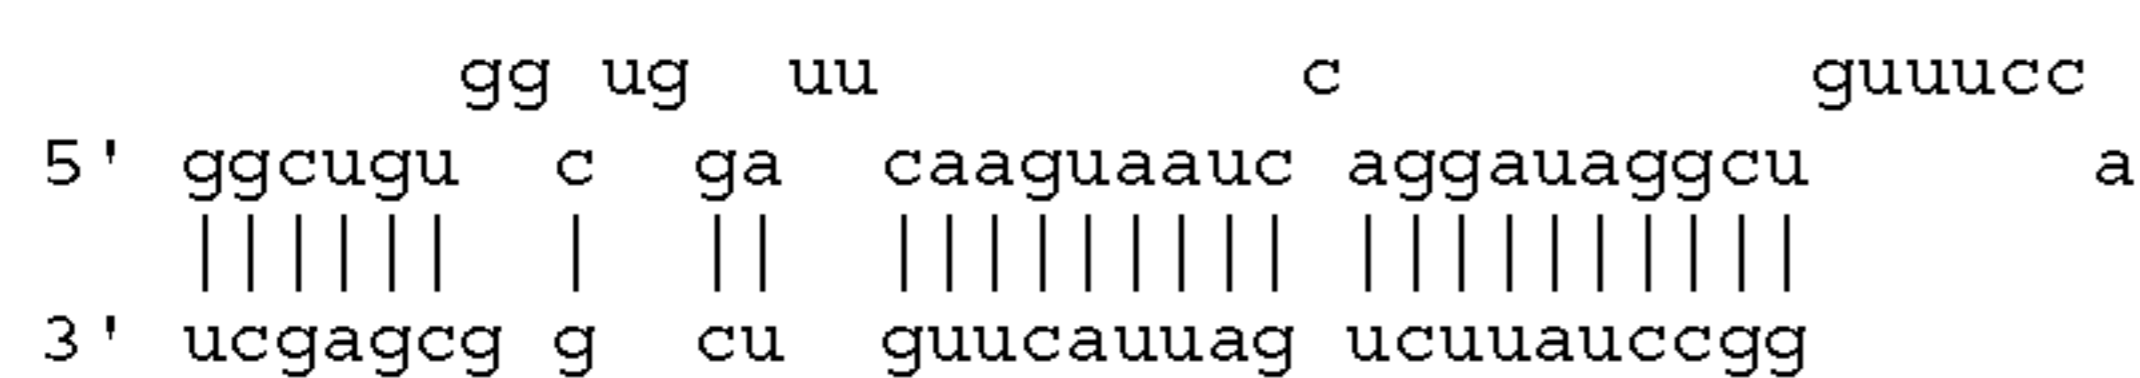 gg ug uu c guuucc
5' ggcugu c ga caaguaauc aggauaggcu a
|||||| | || ||||||||| ||||||||||
3' ucgagcg g cu guucauuag ucuuauccgg